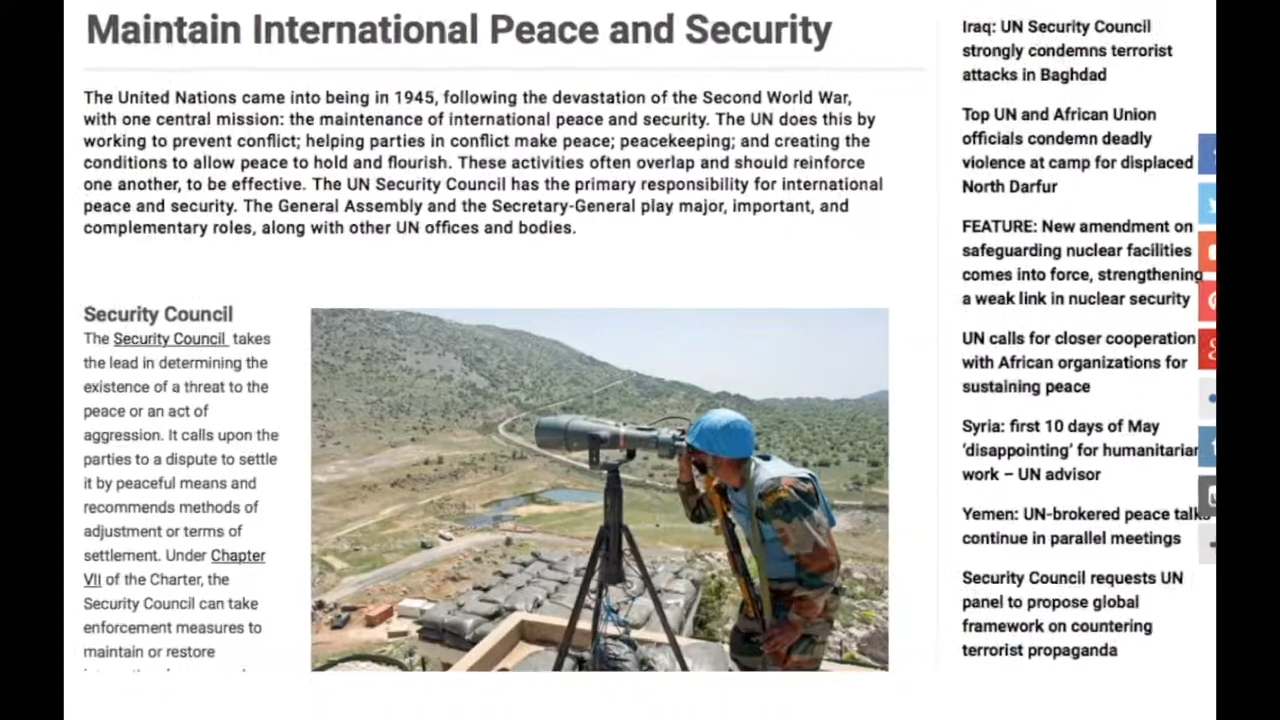 Maintain International Peace and Security
The United Nations came into being in 1945, following the devastation of the Second World War,
with one central mission: the maintenance of international peace and security. The UN does this by
working to prevent conflict; helping parties in conflict make peace; peacekeeping; and creating the
conditions to allow peace to hold and flourish. These activities often overlap and should reinforce
one another, to be effective. The UN Security Council has the primary responsibility for international
peace and security. The General Assembly and the Secretary-General play major, important, and
complementary roles, along with other UN offices and bodies.
Security Council
The Security Council takes
the lead in determining the
existence of a threat to the
peace or an act of
aggression. It calls upon the
parties to a dispute to settle
it by peaceful means and
recommends methods of
adjustment or terms of
settlement. Under Chapter
VII of the Charter, the
Security Council can take
enforcement measures to
maintain or restore
Iraq: UN Security Council
strongly condemns terrorist
attacks in Baghdad
Top UN and African Union
officials condemn deadly
violence at camp for displaced
North Darfur
FEATURE: New amendment on
safeguarding nuclear facilities
comes into force, strengthening
a weak link in nuclear security
UN calls for closer cooperation
with African organizations for
sustaining peace
Syria: first 10 days of May
‘disappointing’ for humanitarian
work – UN advisor
Yemen: UN-brokered peace talks
continue in parallel meetings
Security Council requests UN
panel to propose global
framework on countering
terrorist propaganda